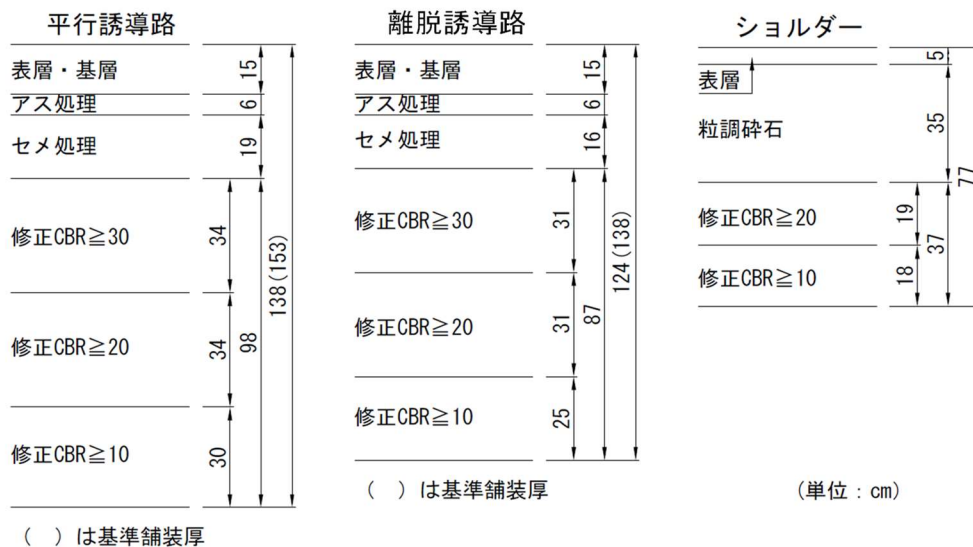 平行誘導路
表層・基層
15
アス処理
6
セメ処理
19
修正CBR≧30
34
修正CBR≧20
34
修正CBR≧10
30
98
138(153)
(　)は基準舗装厚
離脱誘導路
表層・基層
15
アス処理
6
セメ処理
16
修正CBR≧30
31
修正CBR≧20
31
修正CBR≧10
25
87
124(138)
(　)は基準舗装厚
ショルダー
5
表層
粒調砕石
35
修正CBR≧20
19
修正CBR≧10
18
37
77
(単位：cm)